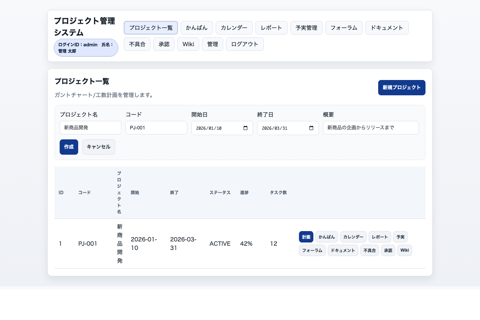 プロジェクト管理
システム
ログインID：admin 氏名：
管理 太郎
プロジェクト一覧 かんばん カレンダー レポート 予実管理 フォーラム ドキュメント
不具合 承認 Wiki 管理 ログアウト
プロジェクト一覧
ガントチャート/工数計画を管理します。
新規プロジェクト
プロジェクト名 コード 開始日 終了日 概要
新商品開発 PJ-001 2026/01/10 2026/03/31 新商品の企画からリリースまで
作成 キャンセル
ID コード プロジェクト名 開始 終了 ステータス 進捗 タスク数
1 PJ-001 新商品開発 2026-01-10 2026-03-31 ACTIVE 42% 12
計画 かんばん カレンダー レポート 予実
フォーラム ドキュメント 不具合 承認 Wiki